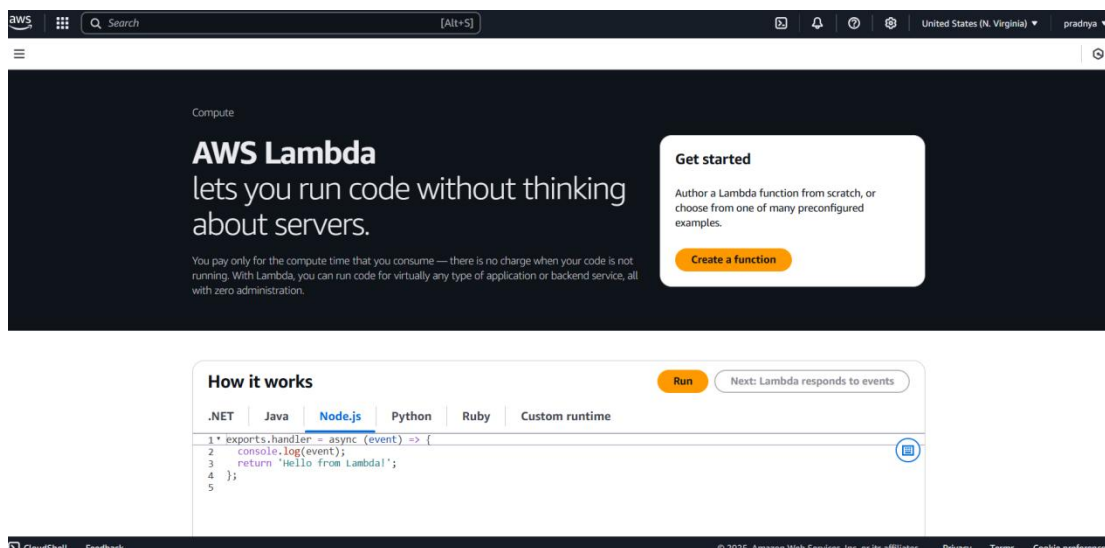 aws
Search [Alt+S]
United States (N. Virginia) ▼
pradnya ▼
Compute
AWS Lambda
lets you run code without thinking
about servers.
You pay only for the compute time that you consume — there is no charge when your code is not
running. With Lambda, you can run code for virtually any type of application or backend service, all
with zero administration.
Get started
Author a Lambda function from scratch, or
choose from one of many preconfigured
examples.
Create a function
How it works
Run
Next: Lambda responds to events
.NET Java Node.js Python Ruby Custom runtime
1 exports.handler = async (event) => {
2 console.log(event);
3 return 'Hello from Lambda!';
4 };
5
CloudShell Feedback
© 2025, Amazon Web Services, Inc. or its affiliates. Privacy Terms Cookie preferences